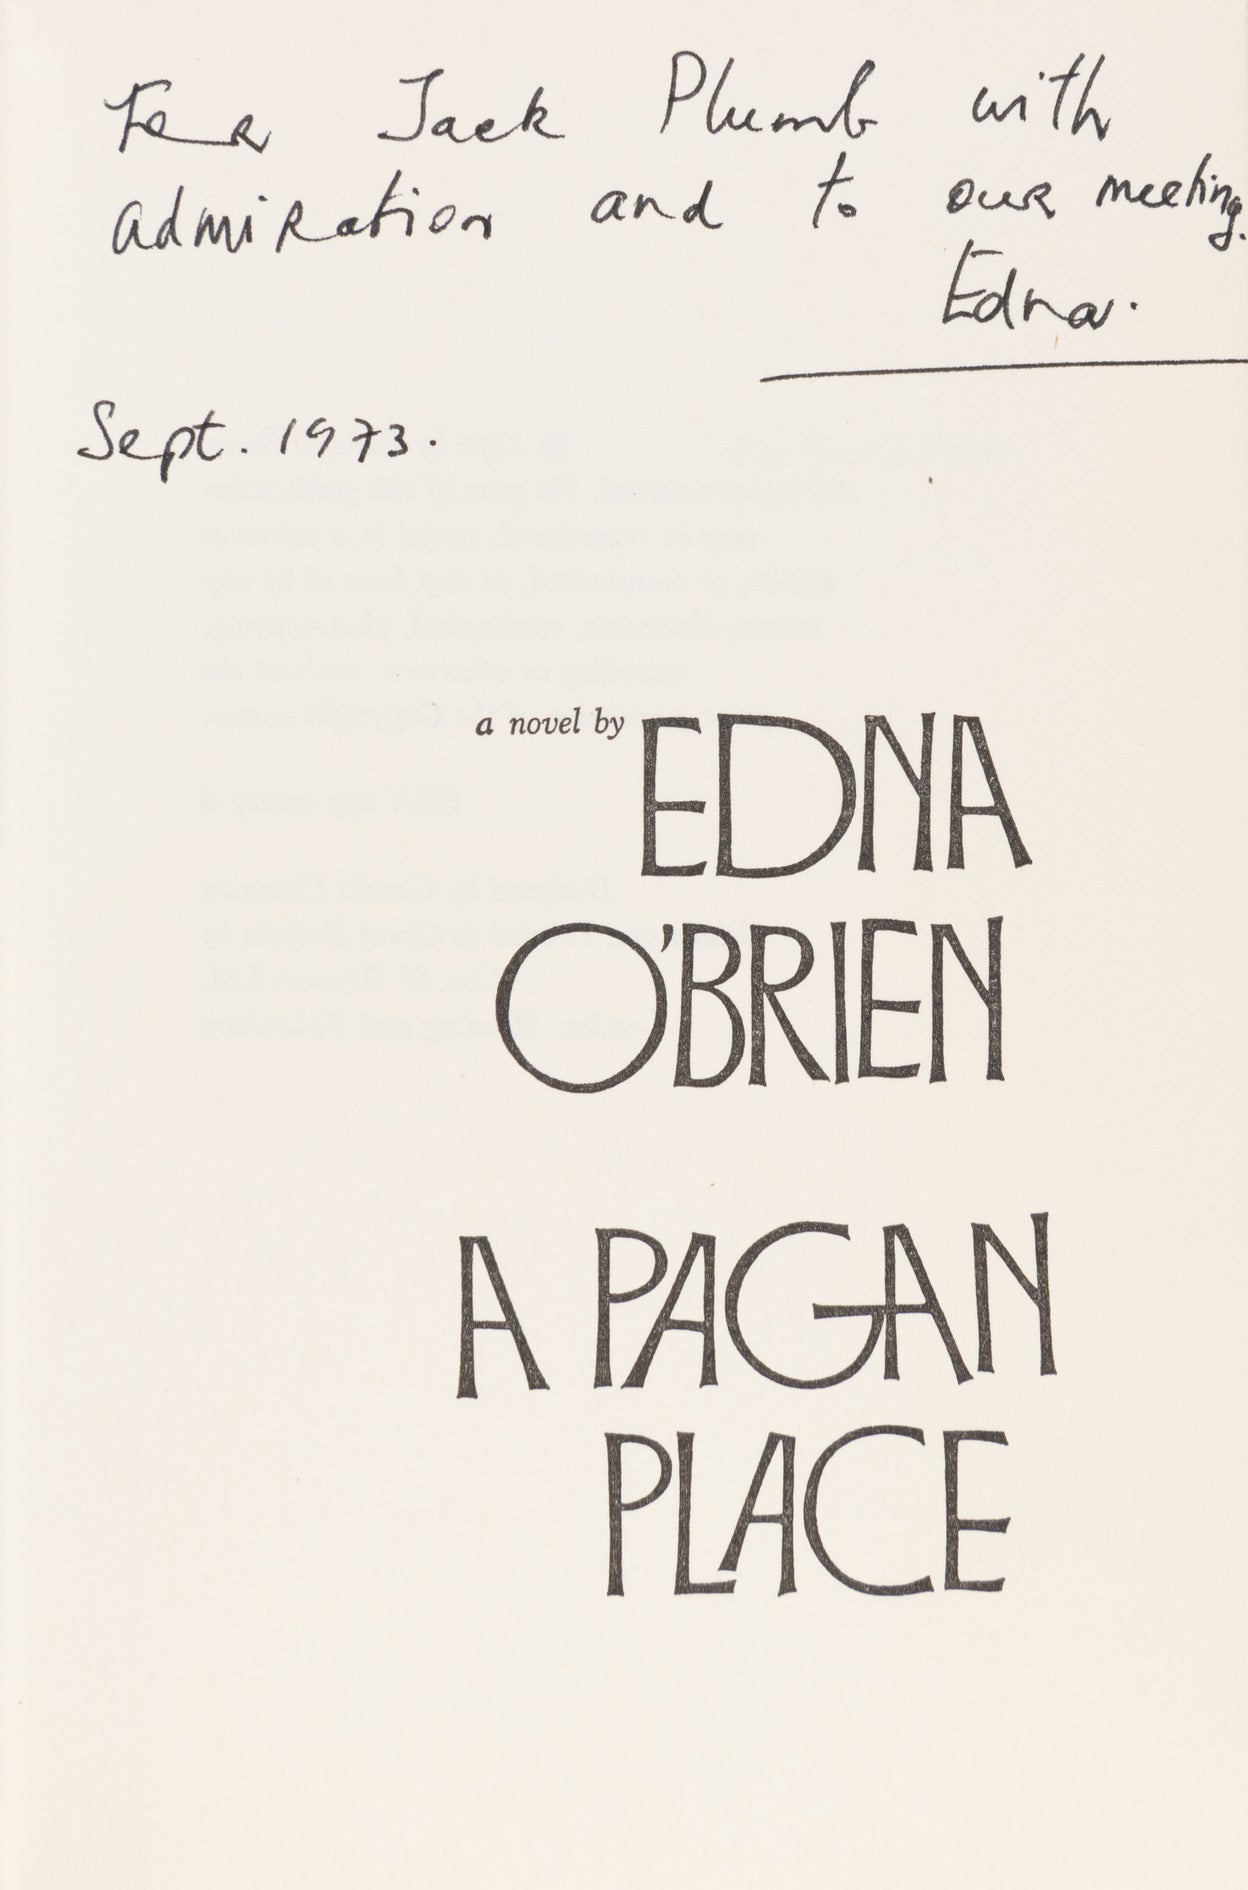 For Jack Plumb with
admiration and to our meeting.
Edna.
Sept. 1973.
a novel by EDNA
O'BRIEN
A PAGAN
PLACE